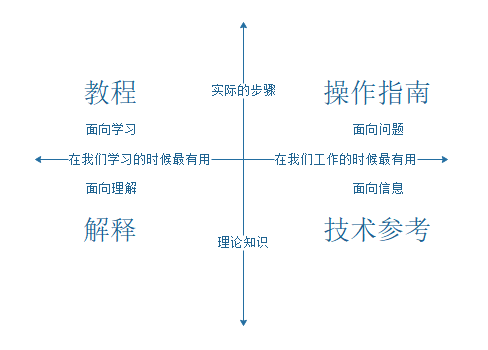 实际的步骤
教程
操作指南
面向学习
面向问题
在我们学习的时候最有用
在我们工作的时候最有用
面向理解
面向信息
解释
技术参考
理论知识